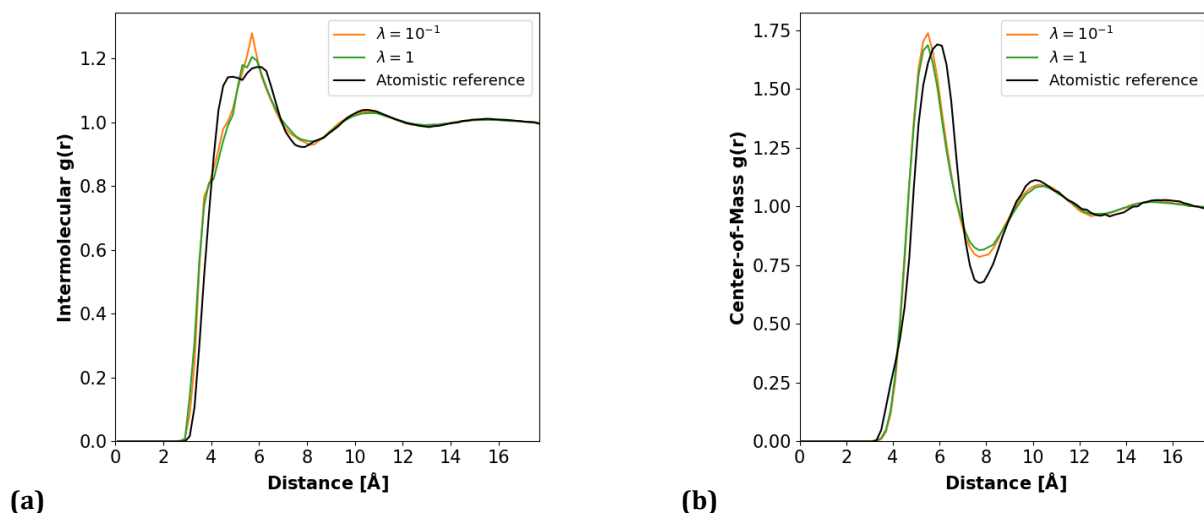 λ = 10⁻¹
λ = 1
Atomistic reference
Intermolecular g(r)
1.2
1.0
0.8
0.6
0.4
0.2
0.0
0 2 4 6 8 10 12 14 16
Distance [Å]
(a)
λ = 10⁻¹
λ = 1
Atomistic reference
Center-of-Mass g(r)
1.75
1.50
1.25
1.00
0.75
0.50
0.25
0.00
0 2 4 6 8 10 12 14 16
Distance [Å]
(b)